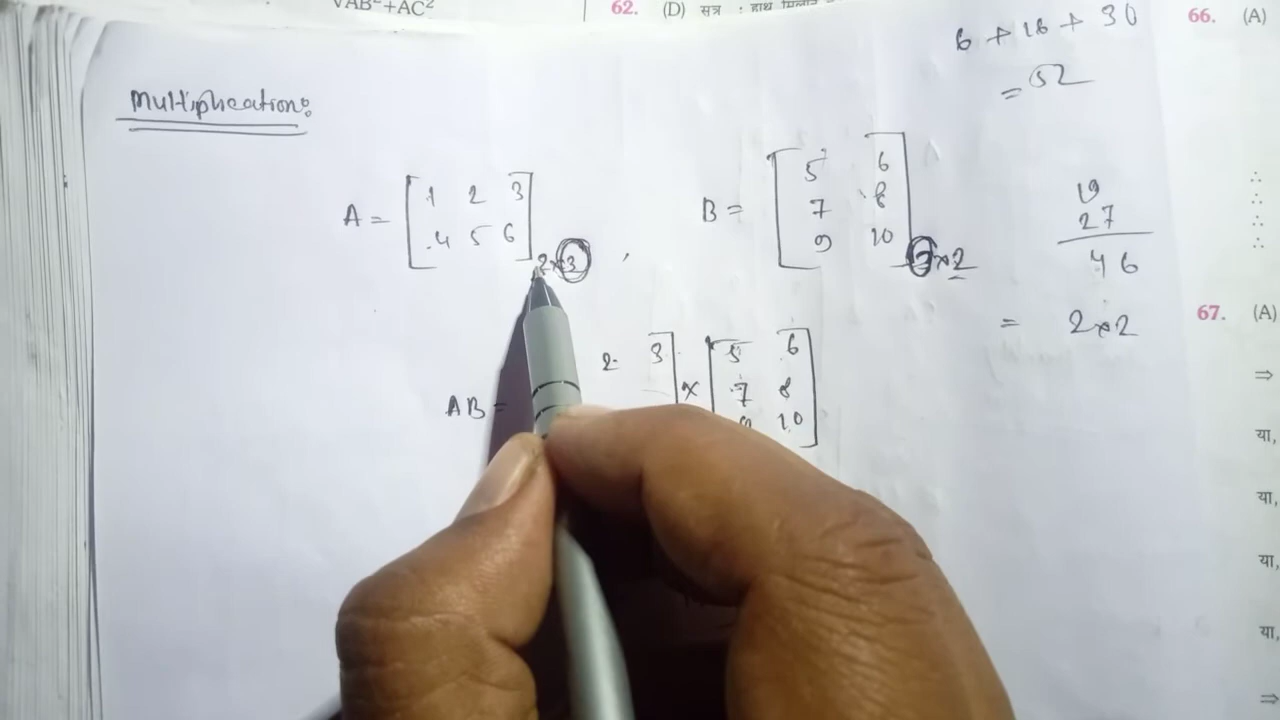 √AB²+AC²
62. (D) सूत्र : हाथ
66. (A)
6 + 16 + 30
= 52
Multiplication:
A = [ 1 2 3
4 5 6 ] 2×3 ,
B = [ 5 6
7 8
9 10 ] 3×2
19
27
46
= 2×2
67. (A)
AB = 2 3 ] × [ 5 6
7 8
9 10 ]
∴
∴
∴
∴
⇒
या,
या,
या,
या,
⇒